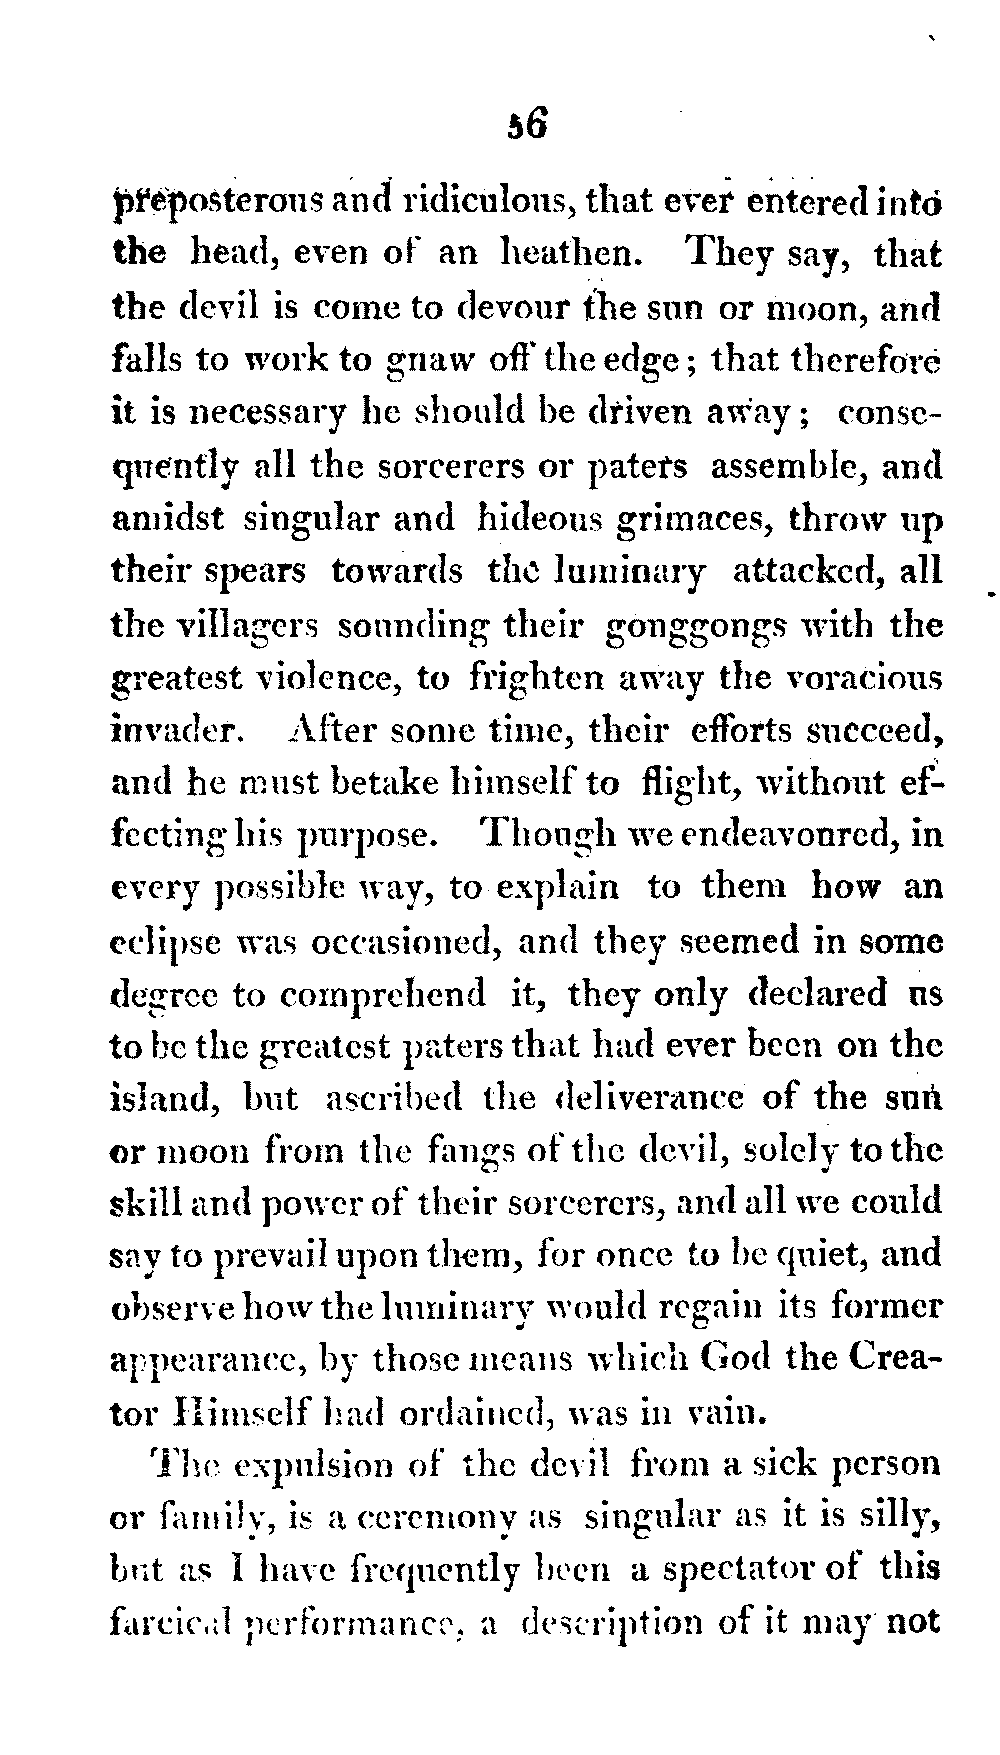 56
preposterous and ridiculous, that ever entered into
the head, even of an heathen. They say, that
the devil is come to devour the sun or moon, and
falls to work to gnaw off the edge; that therefore
it is necessary he should be driven away; conse-
quently all the sorcerers or paters assemble, and
amidst singular and hideous grimaces, throw up
their spears towards the luminary attacked, all
the villagers sounding their gonggongs with the
greatest violence, to frighten away the voracious
invader. After some time, their efforts succeed,
and he must betake himself to flight, without ef-
fecting his purpose. Though we endeavoured, in
every possible way, to explain to them how an
eclipse was occasioned, and they seemed in some
degree to comprehend it, they only declared us
to be the greatest paters that had ever been on the
island, but ascribed the deliverance of the sun
or moon from the fangs of the devil, solely to the
skill and power of their sorcerers, and all we could
say to prevail upon them, for once to be quiet, and
observe how the luminary would regain its former
appearance, by those means which God the Crea-
tor Himself had ordained, was in vain.
The expulsion of the devil from a sick person
or family, is a ceremony as singular as it is silly,
but as I have frequently been a spectator of this
farcical performance, a description of it may not